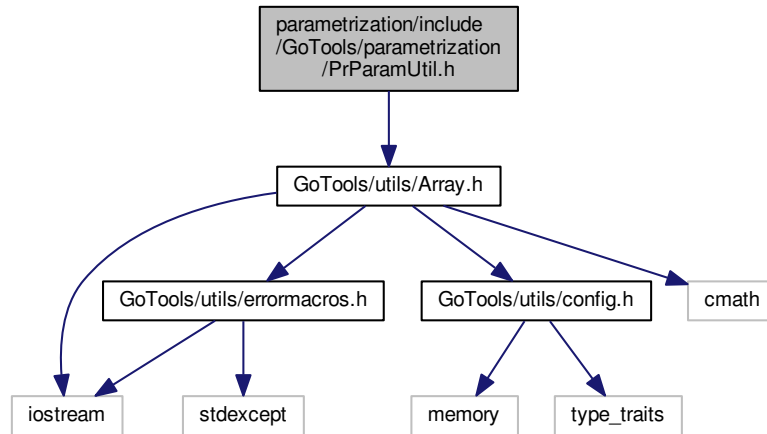 parametrization/include
/GoTools/parametrization
/PrParamUtil.h
GoTools/utils/Array.h
GoTools/utils/errormacros.h
GoTools/utils/config.h
cmath
iostream
stdexcept
memory
type_traits